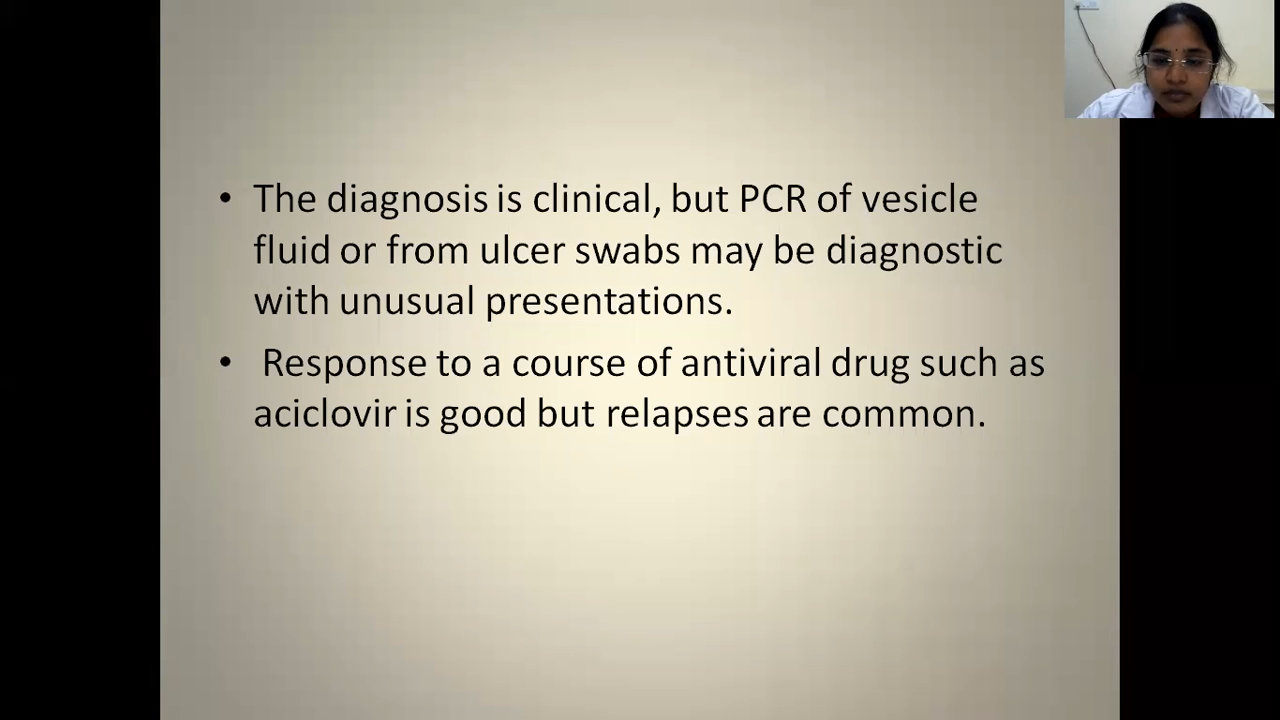 • The diagnosis is clinical, but PCR of vesicle
fluid or from ulcer swabs may be diagnostic
with unusual presentations.
• Response to a course of antiviral drug such as
aciclovir is good but relapses are common.